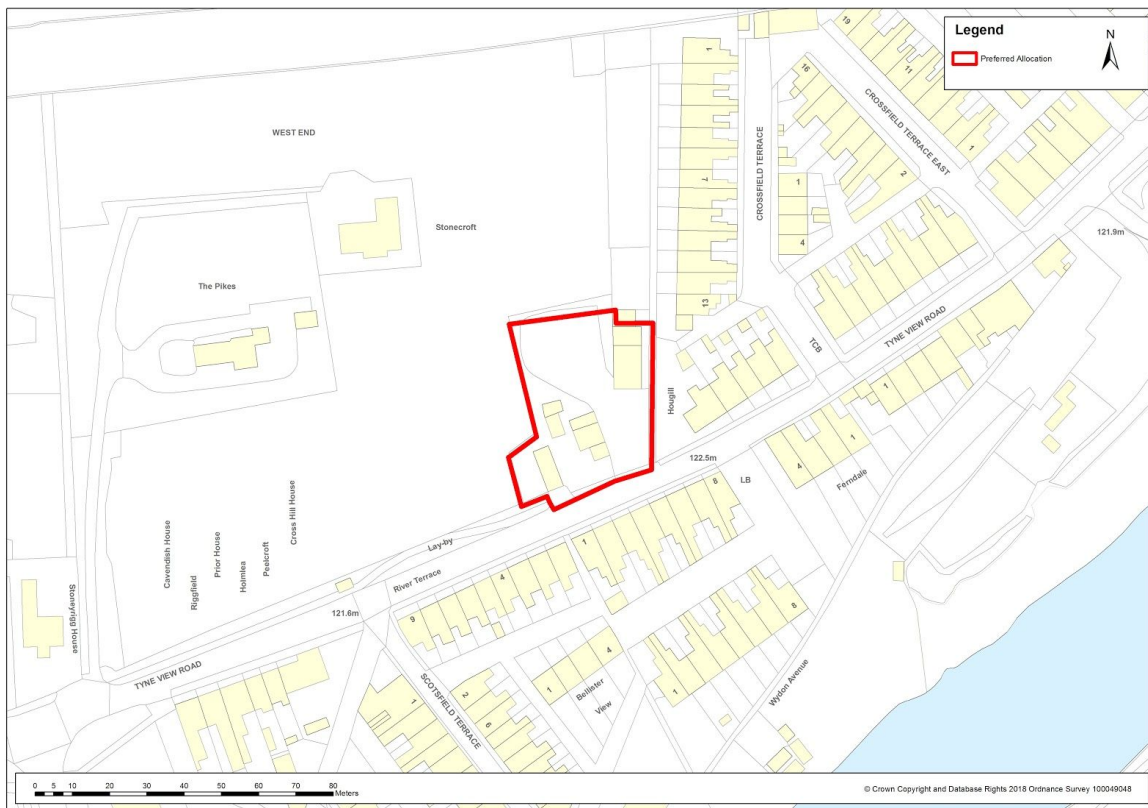 Legend
Preferred Allocation
N
WEST END
Stonecroft
The Pikes
CROSSFIELD TERRACE
CROSSFIELD TERRACE EAST
19
11
1
16
2
1
7
13
1
4
121.9m
TYNE VIEW ROAD
TCB
Hougill
122.5m
1
4
1
Ferndale
LB
8
1
Lay-by
River Terrace
4
9
121.6m
Cavendish House
Riggfield
Prior House
Holmlea
Peelcroft
Cross Hill House
Stoneyrigg House
TYNE VIEW ROAD
SCOTSFIELD TERRACE
1
2
6
1
4
Bellister
View
8
1
Wydon Avenue
0 5 10 20 30 40 50 60 70 80
Meters
© Crown Copyright and Database Rights 2018 Ordnance Survey 100049048